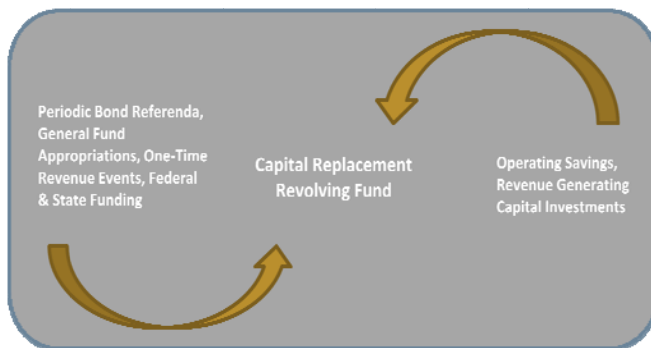 Periodic Bond Referenda,
General Fund
Appropriations, One-Time
Revenue Events, Federal
& State Funding
Capital Replacement
Revolving Fund
Operating Savings,
Revenue Generating
Capital Investments